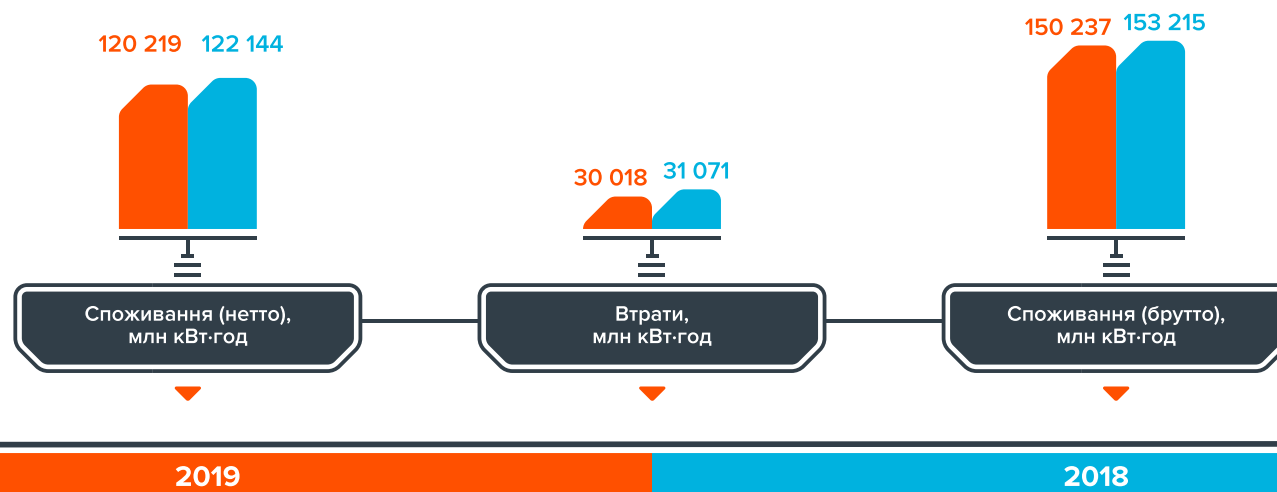 120 219 122 144
30 018 31 071
150 237 153 215
Споживання (нетто),
млн кВт·год
Втрати,
млн кВт·год
Споживання (брутто),
млн кВт·год
2019 2018